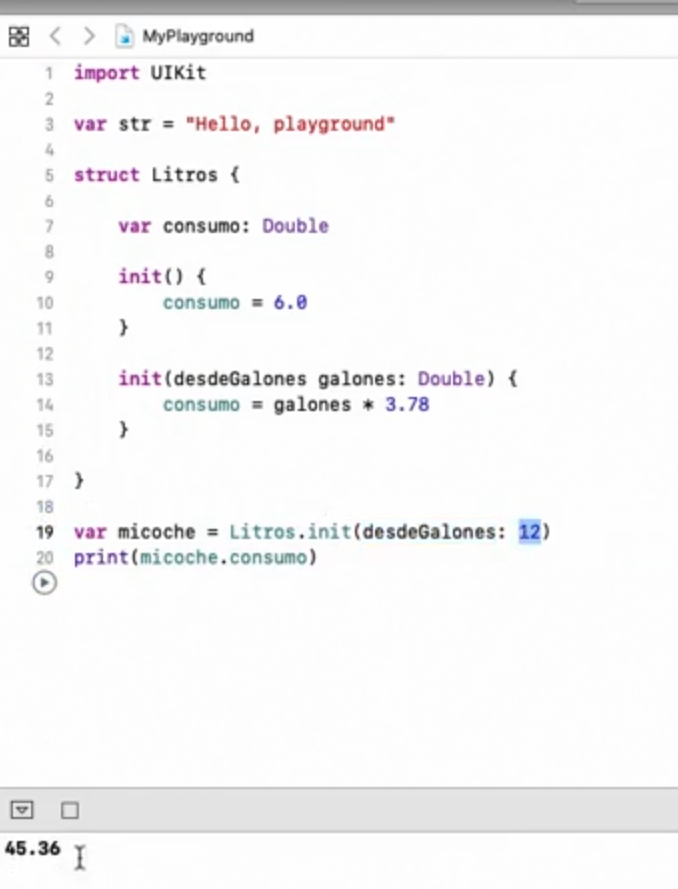 MyPlayground
1 import UIKit
2
3 var str = "Hello, playground"
4
5 struct Litros {
6
7 var consumo: Double
8
9 init() {
10 consumo = 6.0
11 }
12
13 init(desdeGalones galones: Double) {
14 consumo = galones * 3.78
15 }
16
17 }
18
19 var micoche = Litros.init(desdeGalones: 12)
20 print(micoche.consumo)
45.36